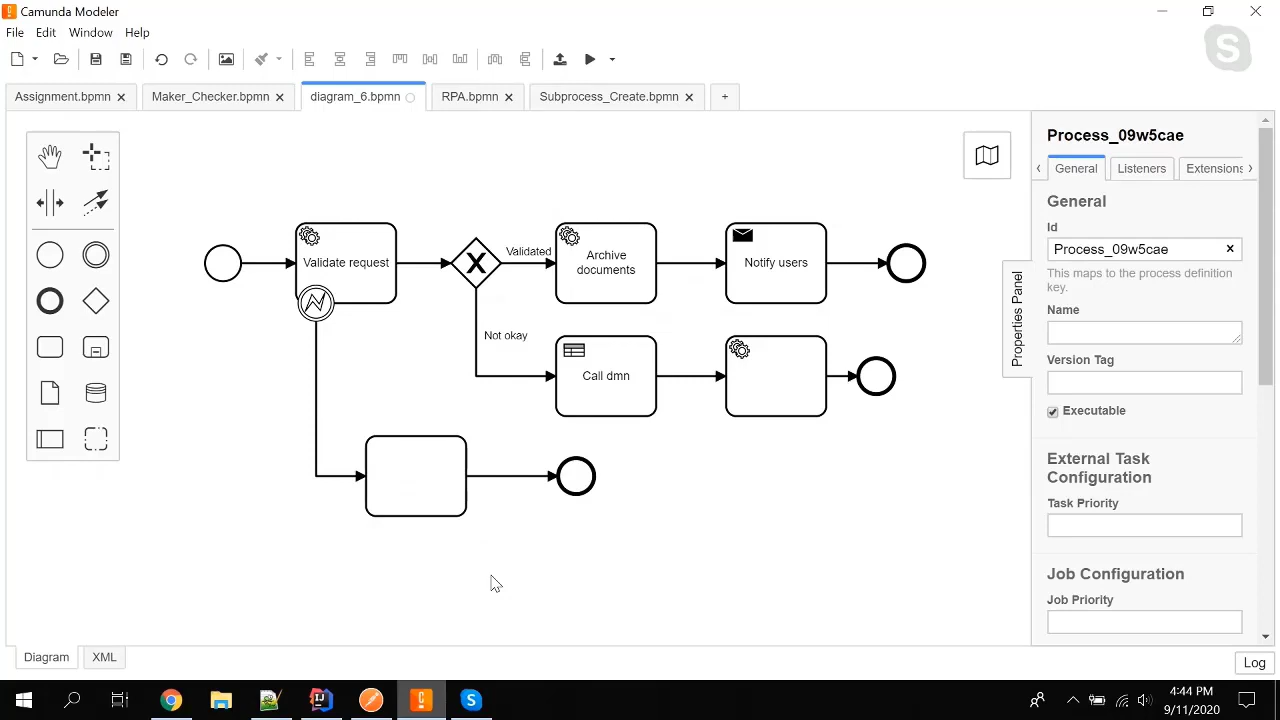 Camunda Modeler
File Edit Window Help
Assignment.bpmn
Maker_Checker.bpmn
diagram_6.bpmn
RPA.bpmn
Subprocess_Create.bpmn
+
Process_09w5cae
General
Listeners
Extensions
General
Id
Process_09w5cae
This maps to the process definition
key.
Name
Version Tag
Executable
External Task
Configuration
Task Priority
Job Configuration
Job Priority
Properties Panel
Validate request
X
Validated
Archive
documents
Notify users
Not okay
Call dmn
Diagram
XML
Log
S
4:44 PM
9/11/2020